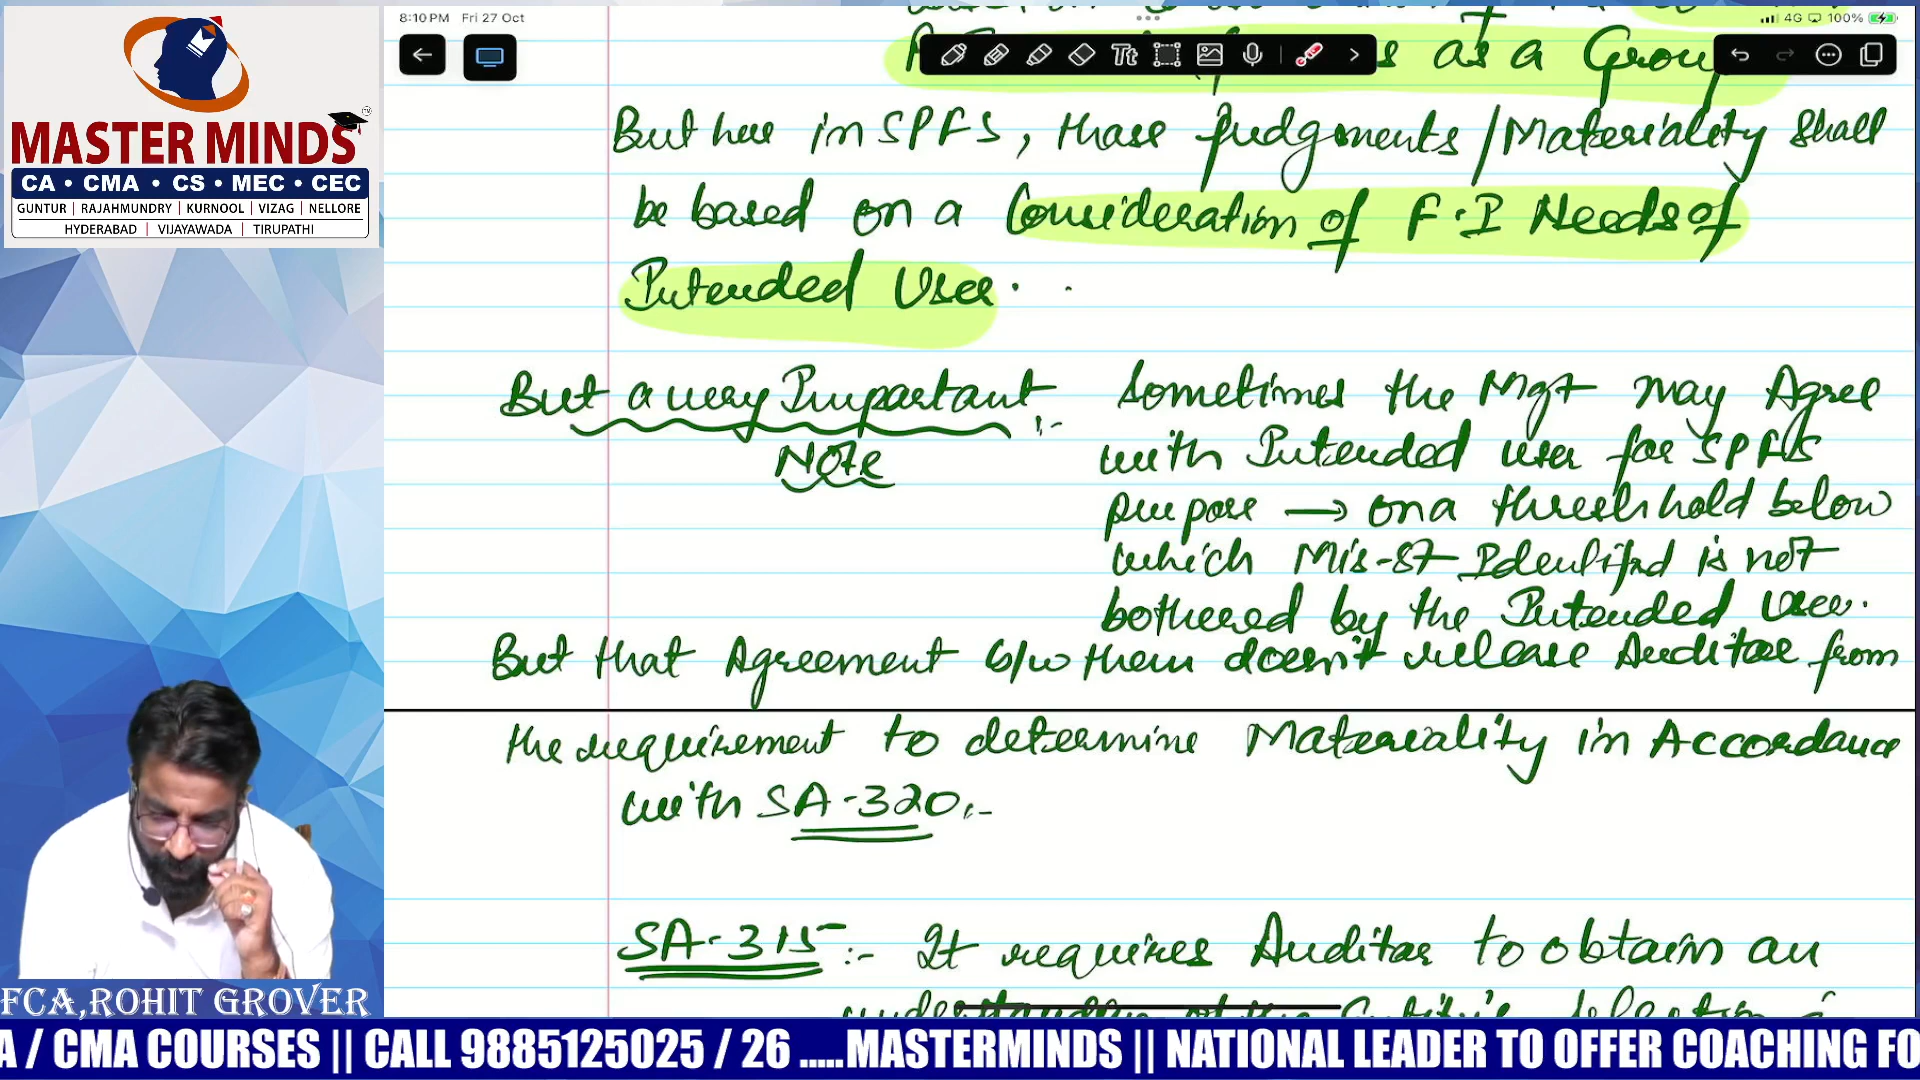 8:10 PM Fri 27 Oct
4G 100%
Tt
as a Group
But here in SPFS, those judgments/Materiality shall
be based on a Consideration of F.I Needs of
Intended User.
But a very Important :-
Note
Sometimes the Mgt may Agree
with Intended user for SPFS
purpose → on a threshold below
which Mis-St Identified is not
bothered by the Intended User.
But that Agreement b/w them doesn't release Auditor from
the requirement to determine Materiality in Accordance
with SA-320:-
SA-315 :- It requires Auditor to obtain an
MASTER MINDS
CA • CMA • CS • MEC • CEC
GUNTUR | RAJAHMUNDRY | KURNOOL | VIZAG | NELLORE
HYDERABAD | VIJAYAWADA | TIRUPATHI
FCA,ROHIT GROVER
A / CMA COURSES || CALL 9885125025 / 26 .....MASTERMINDS || NATIONAL LEADER TO OFFER COACHING FO